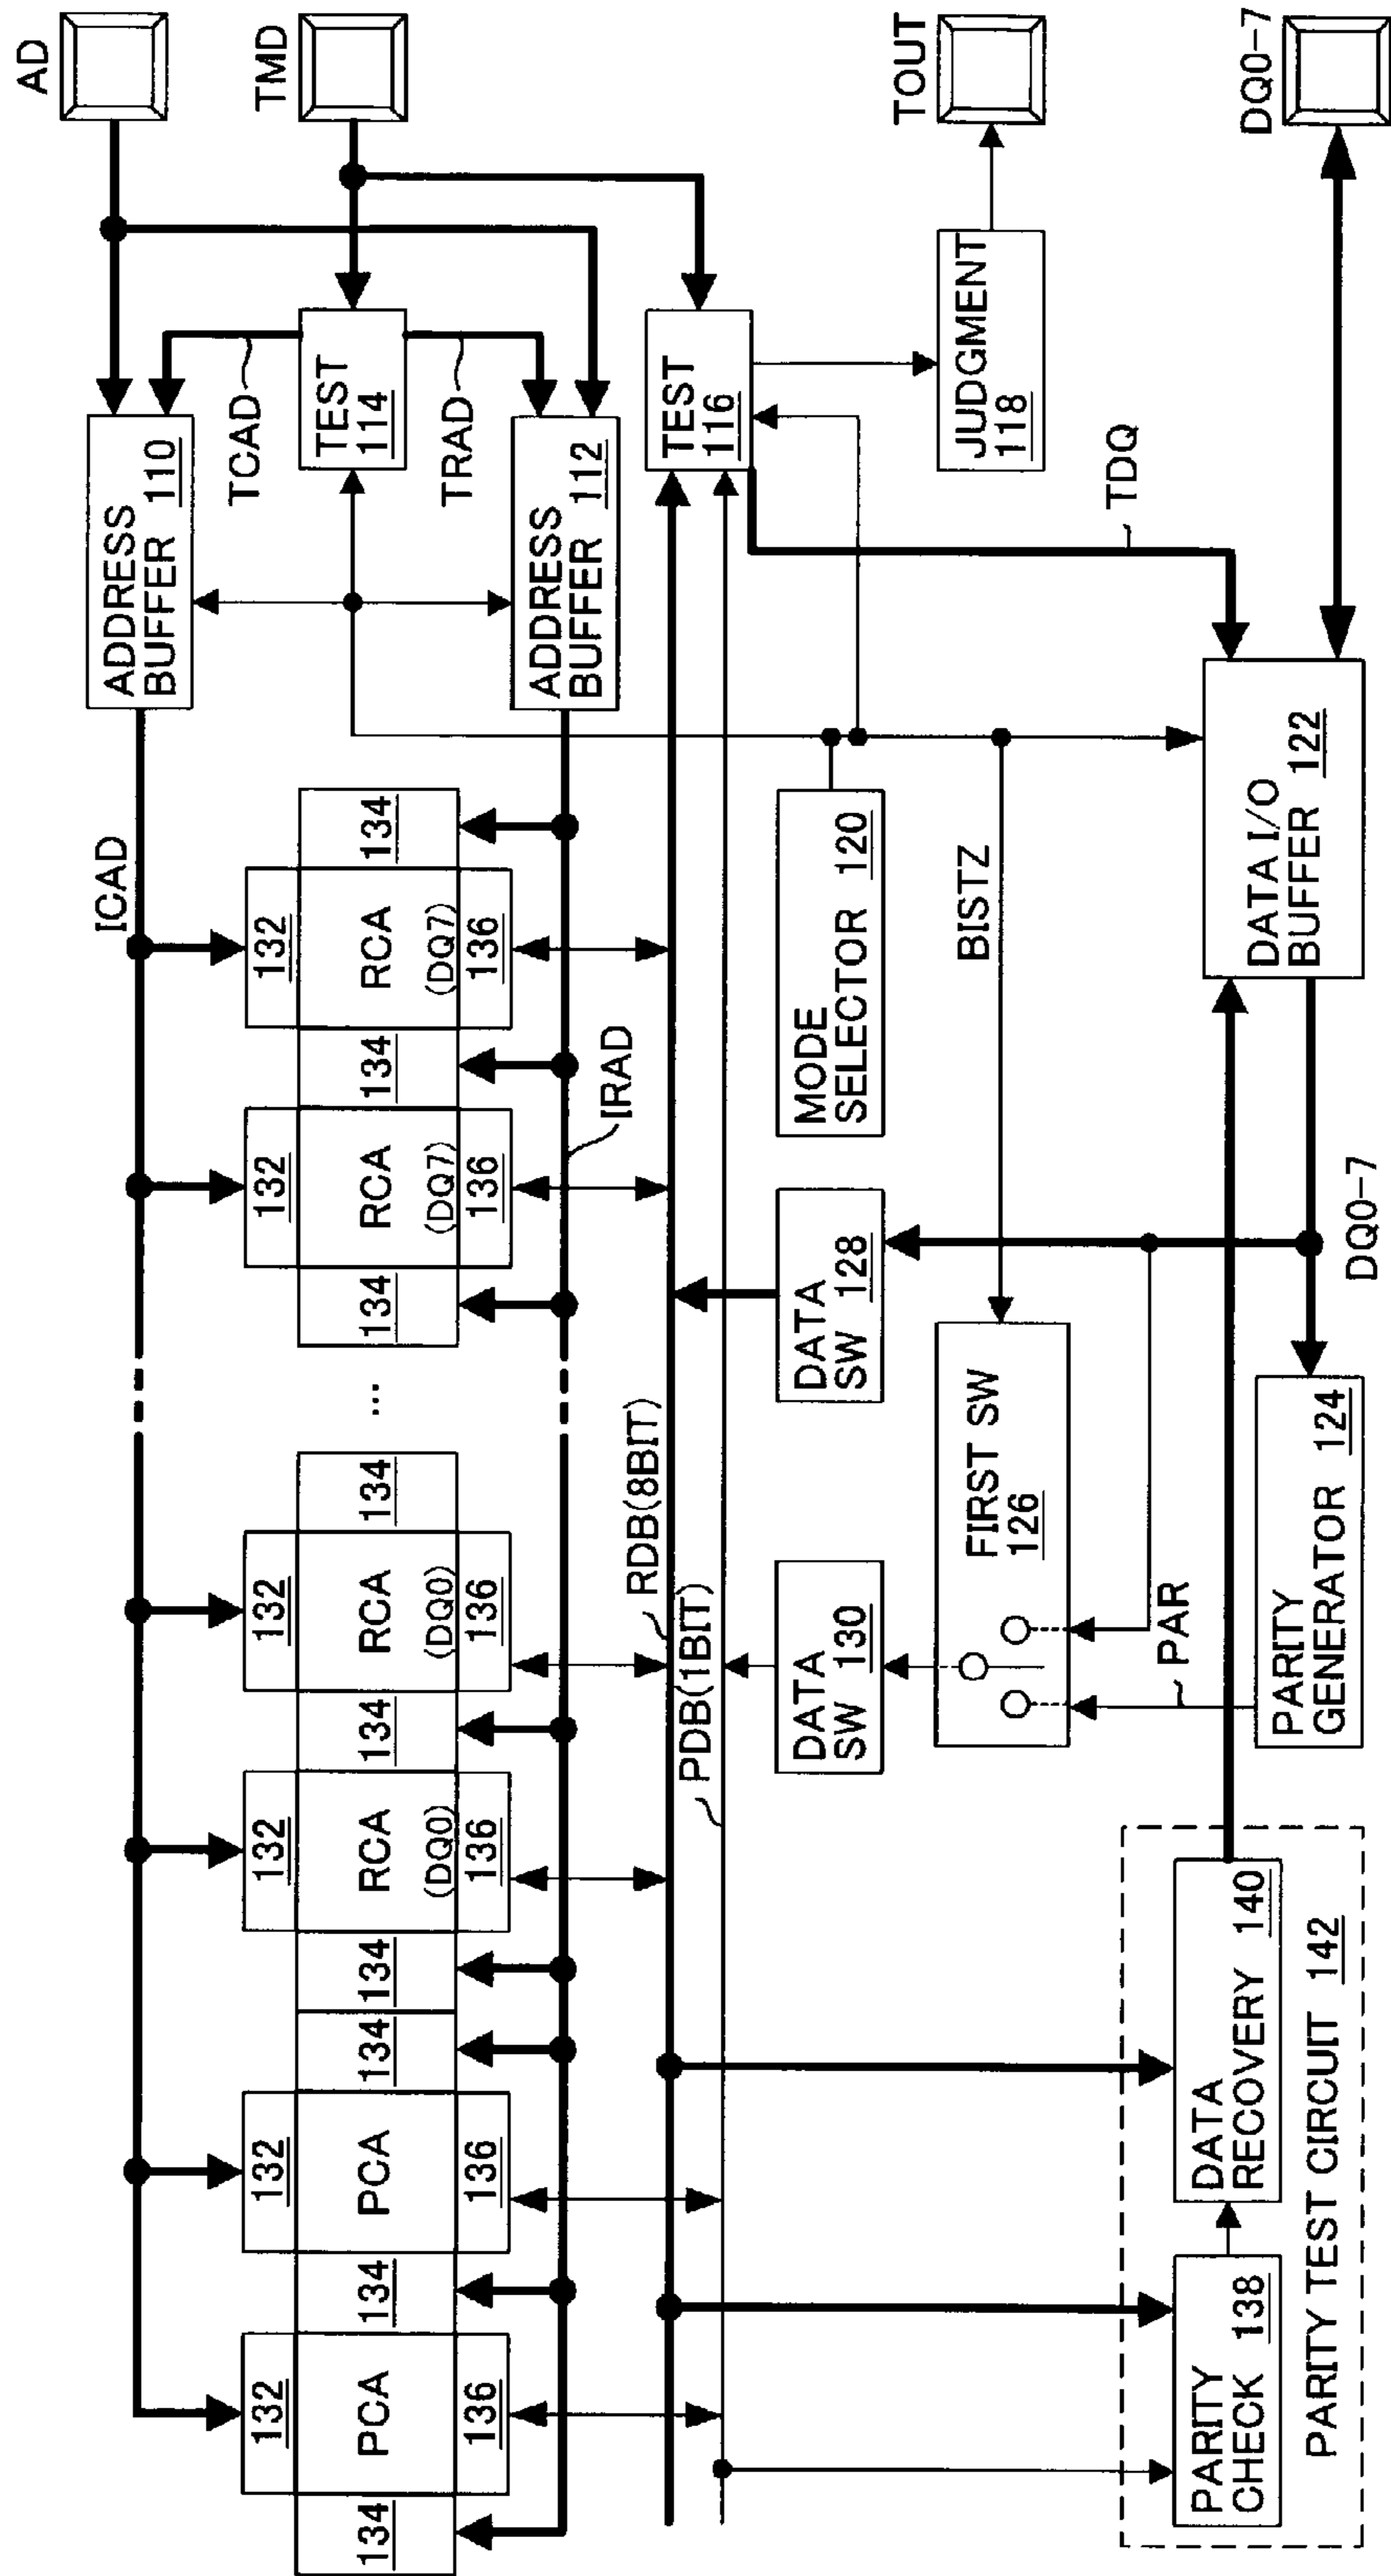 AD
ICAD
ADDRESS
BUFFER 110
TCAD
TMD
132
132
132
132
132
132
134 PCA 134 PCA 134 134 RCA 134 RCA 134 ... 134 RCA 134 RCA 134
(DQ0)
(DQ0)
(DQ7)
(DQ7)
136
136
136
136
136
136
TEST
114
TRAD
ADDRESS
BUFFER 112
IRAD
RDB(8BIT)
PDB(1BIT)
TEST
116
DATA
SW 130
DATA
SW 128
MODE
SELECTOR 120
TOUT
JUDGMENT
118
FIRST SW
126
BISTZ
TDQ
PAR
PARITY
CHECK 138
DATA
RECOVERY 140
PARITY TEST CIRCUIT 142
PARITY
GENERATOR 124
DATA I/O
BUFFER 122
DQ0-7
DQ0-7